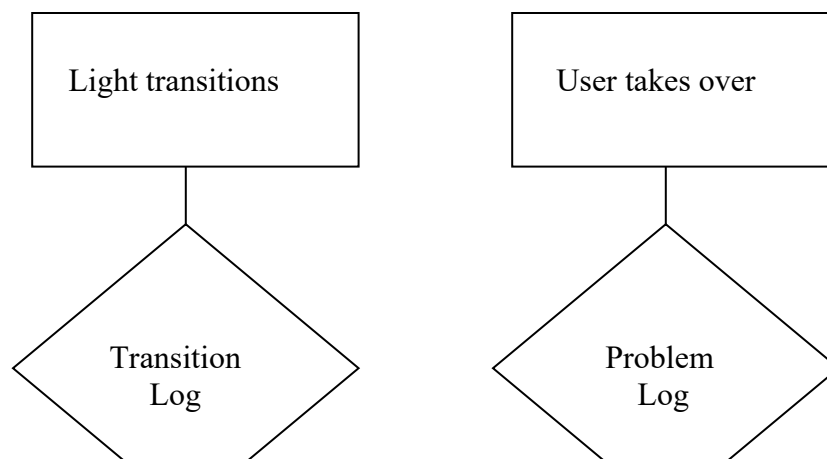 Light transitions
User takes over
Transition
Log
Problem
Log